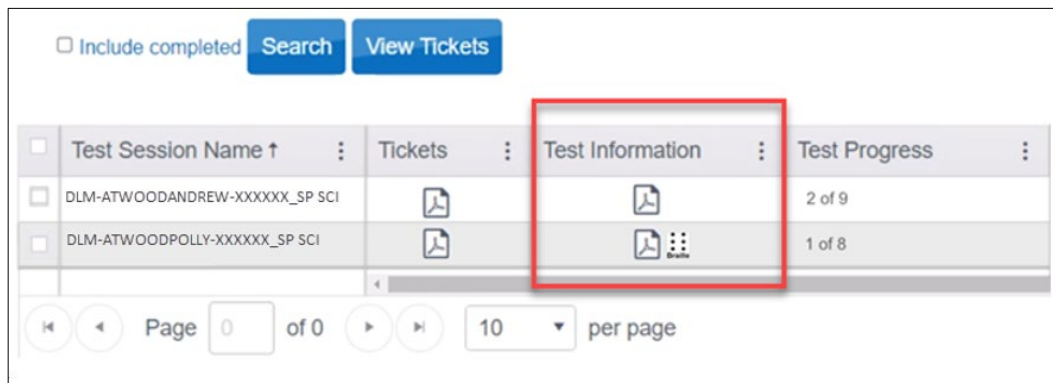 Include completed Search View Tickets
Test Session Name ↑ Tickets Test Information Test Progress
DLM-ATWOODANDREW-XXXXXX_SP SCI 2 of 9
DLM-ATWOODPOLLY-XXXXXX_SP SCI Braille 1 of 8
Page 0 of 0 10 per page